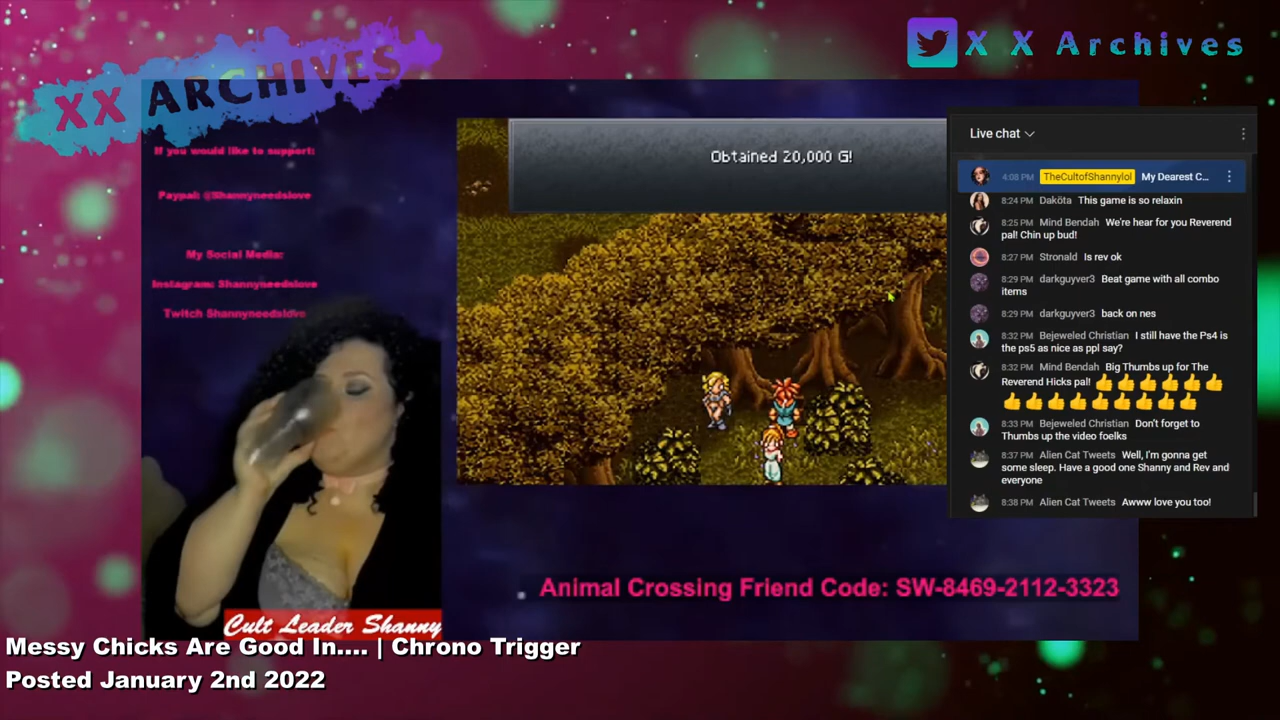 XX ARCHIVES
X X Archives
If you would like to support:
Paypal: @Shannyneedslove
My Social Media:
Instagram: Shannyneedslove
Twitch Shannyneedslove
Obtained 20,000 G!
Live chat
4:08 PM TheCultofShannylol My Dearest C...
8:24 PM Daköta This game is so relaxin
8:25 PM Mind Bendah We're hear for you Reverend
pal! Chin up bud!
8:27 PM Stronald Is rev ok
8:29 PM darkguyver3 Beat game with all combo
items
8:29 PM darkguyver3 back on nes
8:32 PM Bejeweled Christian I still have the Ps4 is
the ps5 as nice as ppl say?
8:32 PM Mind Bendah Big Thumbs up for The
Reverend Hicks pal! 👍👍👍👍👍👍
👍👍👍👍👍👍👍👍👍
8:33 PM Bejeweled Christian Don't forget to
Thumbs up the video foelks
8:37 PM Alien Cat Tweets Well, I'm gonna get
some sleep. Have a good one Shanny and Rev and
everyone
8:38 PM Alien Cat Tweets Awww love you too!
Animal Crossing Friend Code: SW-8469-2112-3323
Cult Leader Shanny
Messy Chicks Are Good In.... | Chrono Trigger
Posted January 2nd 2022